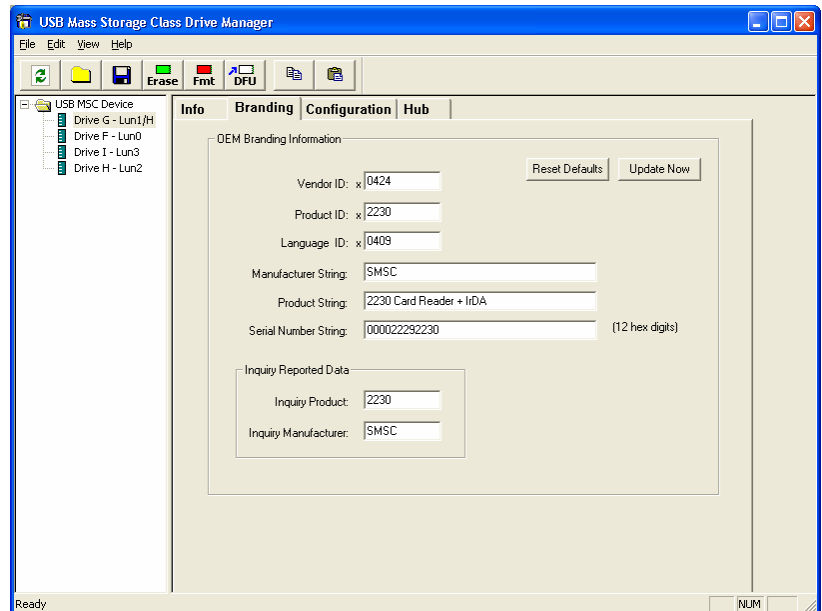 USB Mass Storage Class Drive Manager
File Edit View Help
Erase Fmt DFU
USB MSC Device
Drive G - Lun1/H
Drive F - Lun0
Drive I - Lun3
Drive H - Lun2
Info Branding Configuration Hub
OEM Branding Information
Reset Defaults Update Now
Vendor ID: x 0424
Product ID: x 2230
Language ID: x 0409
Manufacturer String: SMSC
Product String: 2230 Card Reader + IrDA
Serial Number String: 000022292230 (12 hex digits)
Inquiry Reported Data
Inquiry Product: 2230
Inquiry Manufacturer: SMSC
Ready NUM